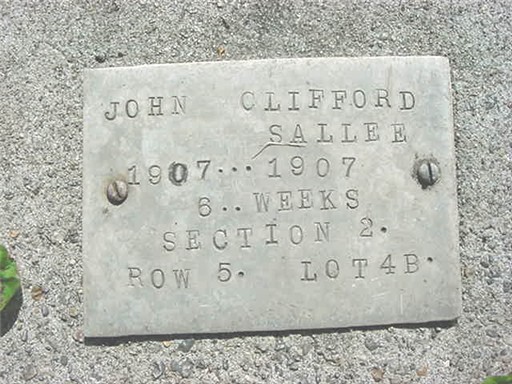 JOHN CLIFFORD
SALLEE
1907...1907
6..WEEKS
SECTION 2.
ROW 5. LOT4B.